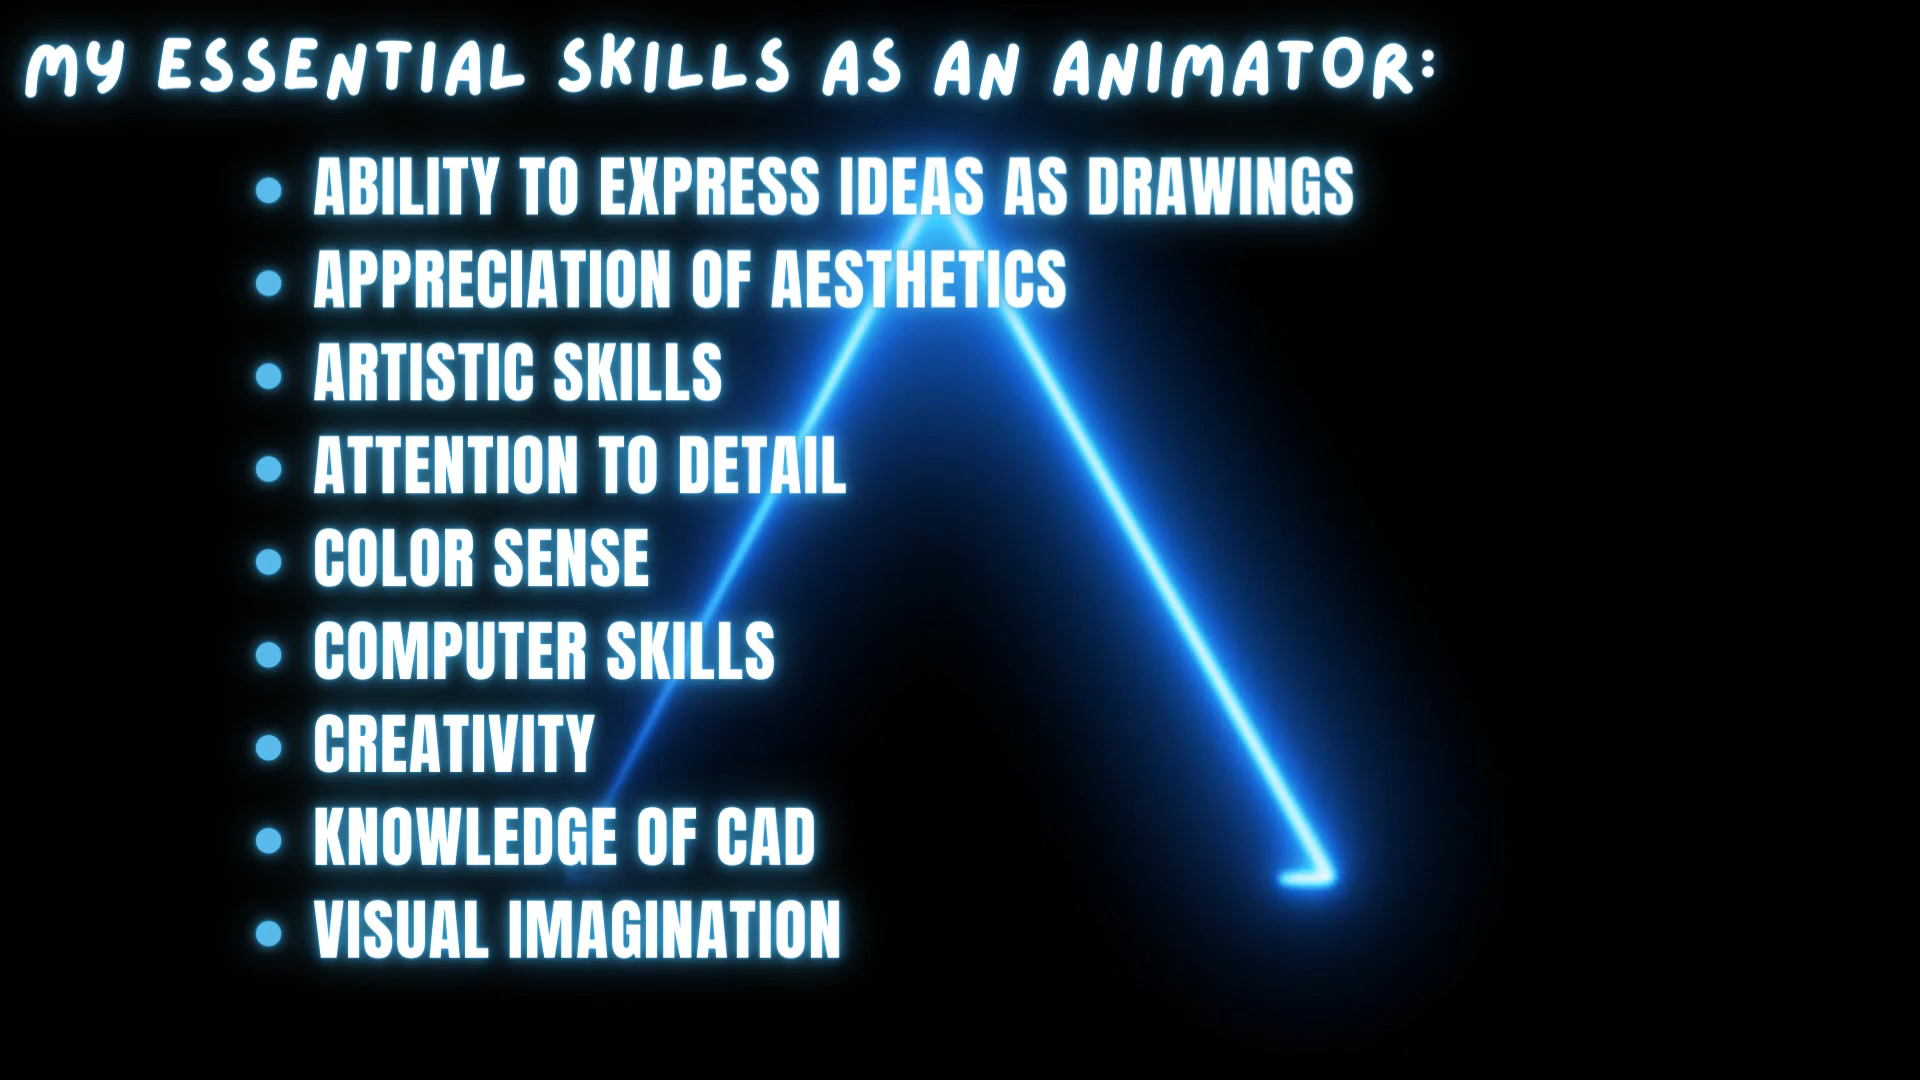 MY ESSENTIAL SKILLS AS AN ANIMATOR:
• ABILITY TO EXPRESS IDEAS AS DRAWINGS
• APPRECIATION OF AESTHETICS
• ARTISTIC SKILLS
• ATTENTION TO DETAIL
• COLOR SENSE
• COMPUTER SKILLS
• CREATIVITY
• KNOWLEDGE OF CAD
• VISUAL IMAGINATION